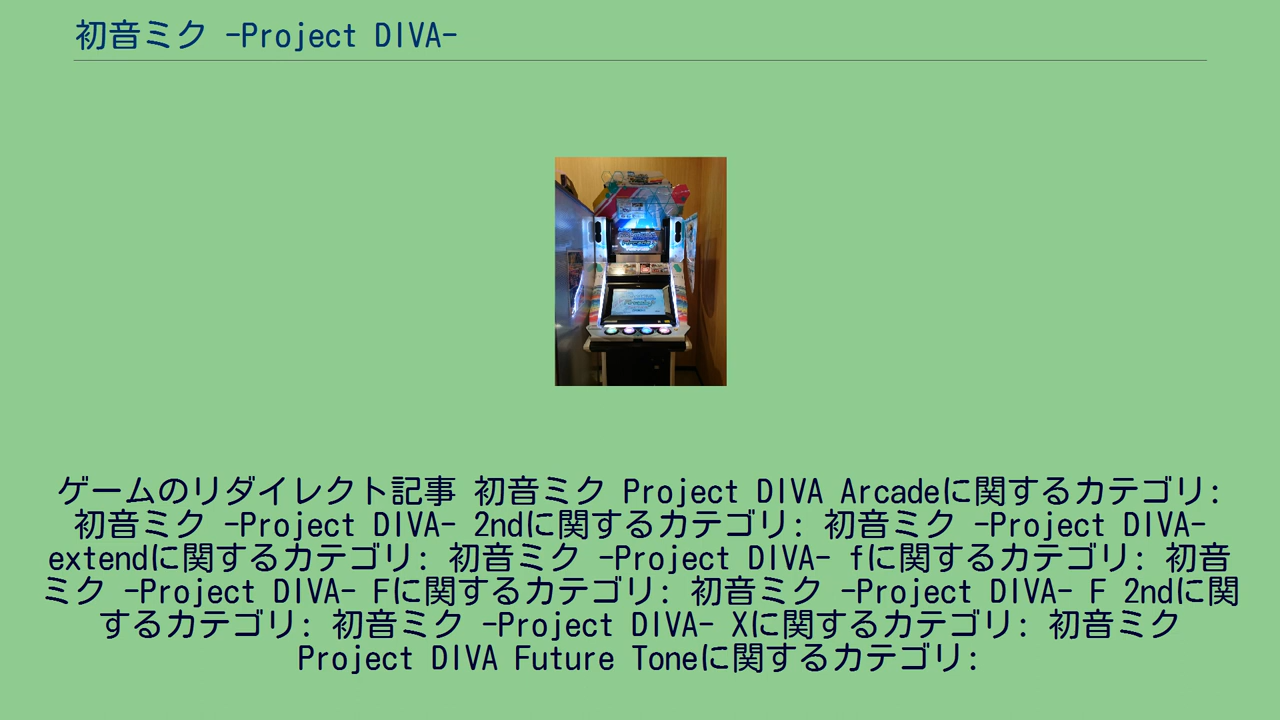 初音ミク -Project DIVA-
ゲームのリダイレクト記事 初音ミク Project DIVA Arcadeに関するカテゴリ:
初音ミク -Project DIVA- 2ndに関するカテゴリ: 初音ミク -Project DIVA-
extendに関するカテゴリ: 初音ミク -Project DIVA- fに関するカテゴリ: 初音
ミク -Project DIVA- Fに関するカテゴリ: 初音ミク -Project DIVA- F 2ndに関
するカテゴリ: 初音ミク -Project DIVA- Xに関するカテゴリ: 初音ミク
Project DIVA Future Toneに関するカテゴリ: